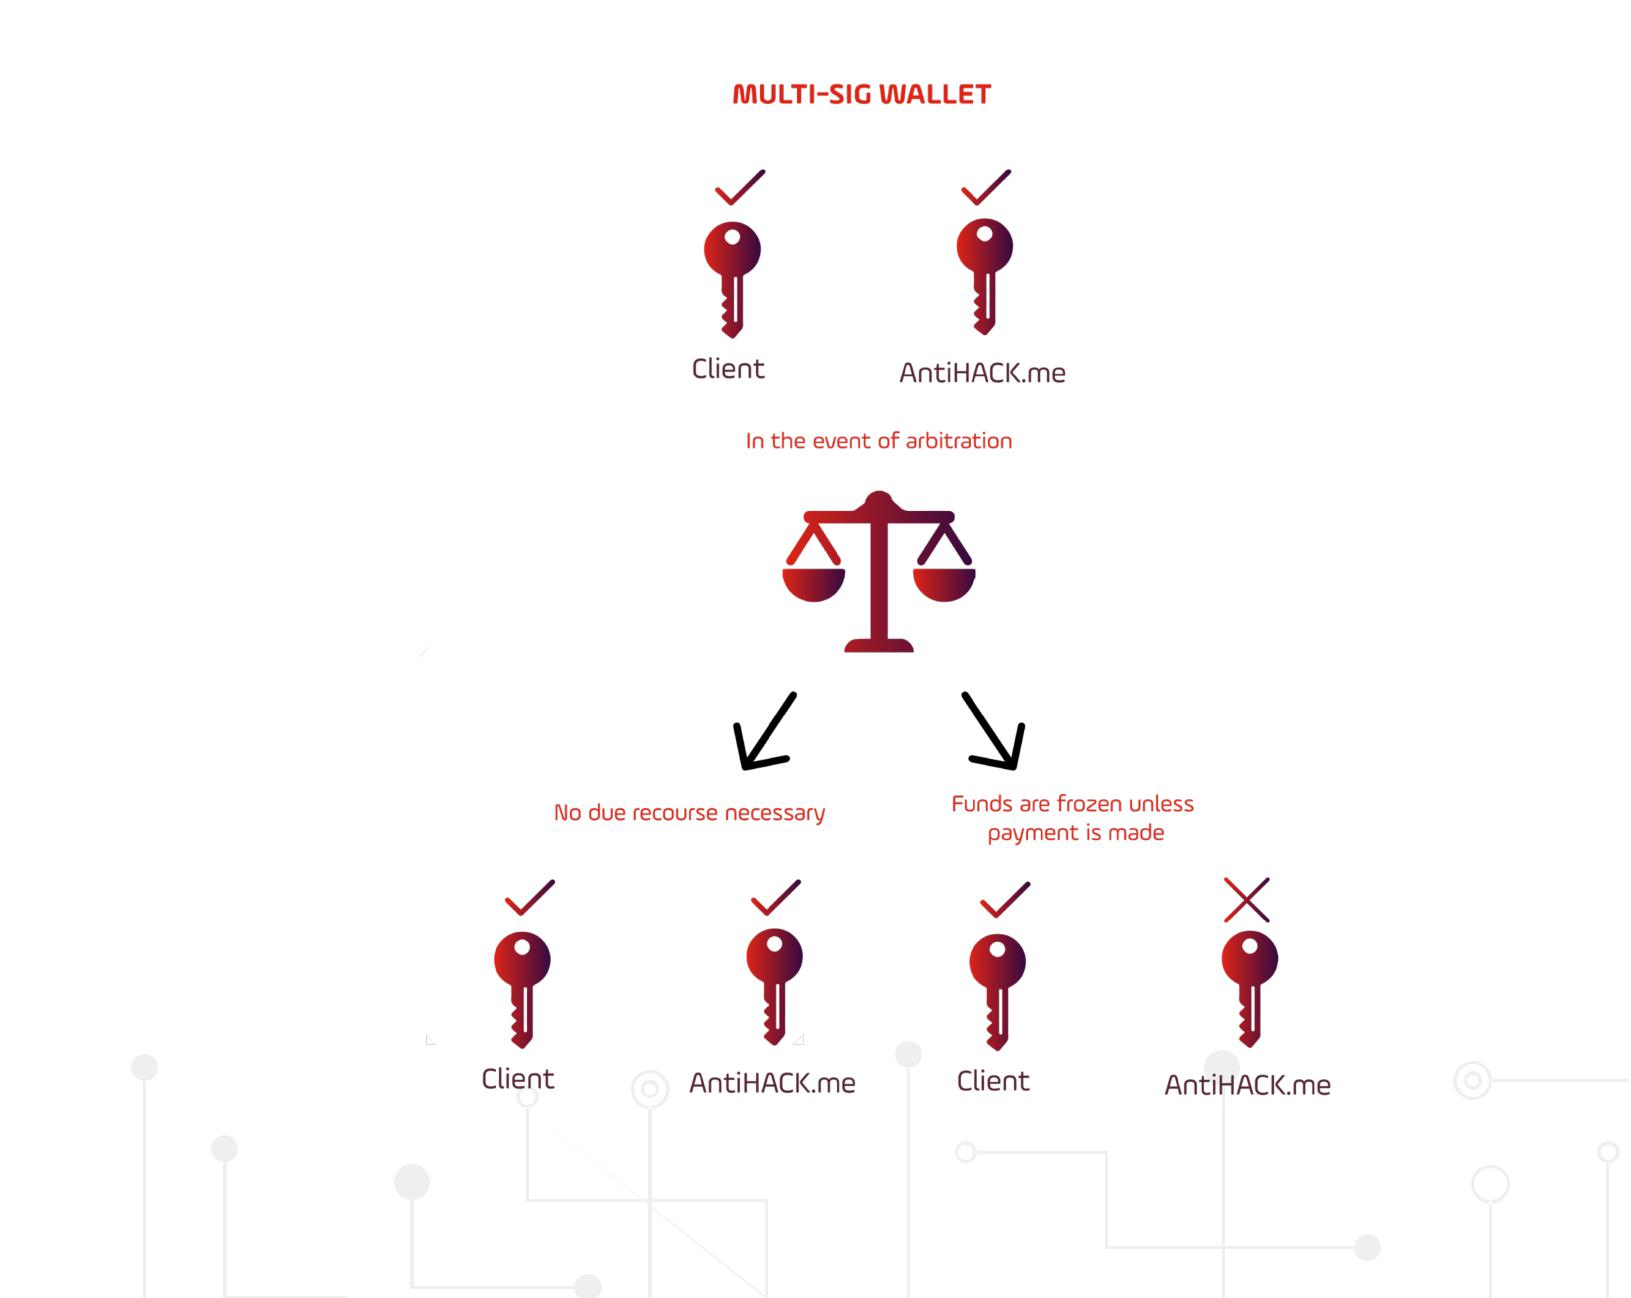 MULTI-SIG WALLET
Client
AntiHACK.me
In the event of arbitration
No due recourse necessary
Funds are frozen unless
payment is made
Client
AntiHACK.me
Client
AntiHACK.me